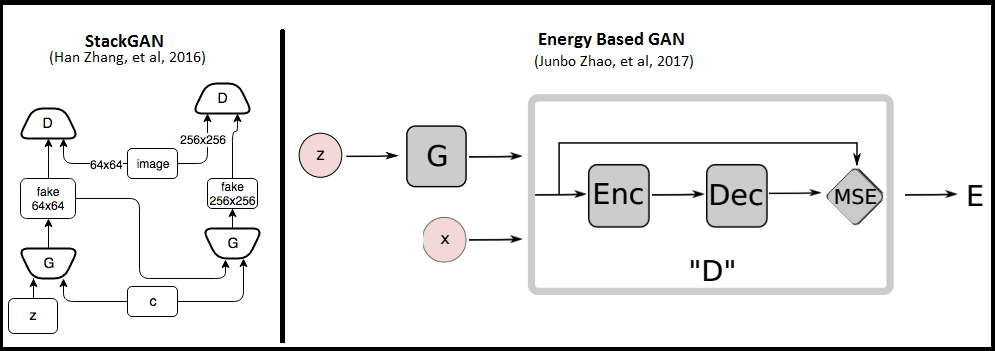 StackGAN
(Han Zhang, et al, 2016)
D
D
256x256
64x64
image
fake
64x64
fake
256x256
G
G
z
c
Energy Based GAN
(Junbo Zhao, et al, 2017)
z
G
x
Enc
Dec
MSE
E
"D"